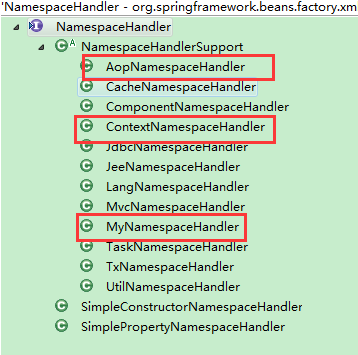 'NamespaceHandler - org.springframework.beans.factory.xm
NamespaceHandler
A
NamespaceHandlerSupport
AopNamespaceHandler
CacheNamespaceHandler
ComponentNamespaceHandler
ContextNamespaceHandler
JdbcNamespaceHandler
JeeNamespaceHandler
LangNamespaceHandler
MvcNamespaceHandler
MyNamespaceHandler
TaskNamespaceHandler
TxNamespaceHandler
UtilNamespaceHandler
SimpleConstructorNamespaceHandler
SimplePropertyNamespaceHandler